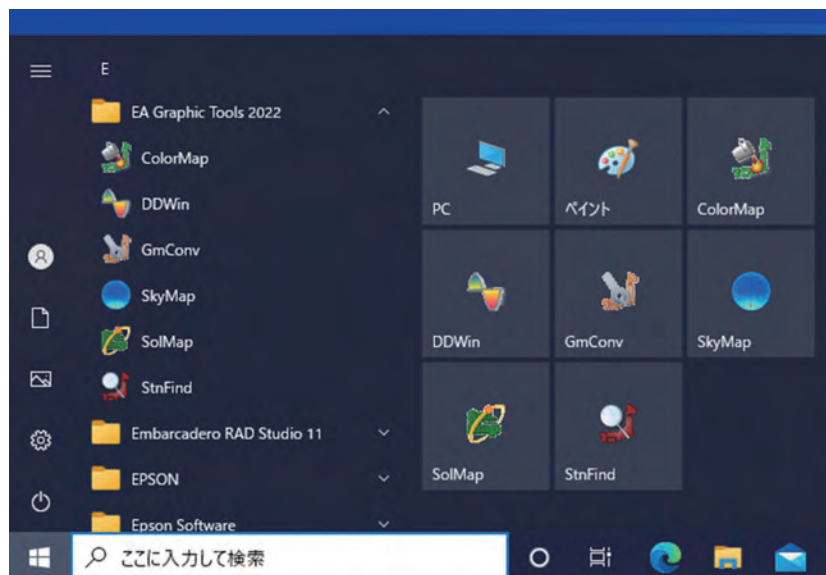 E
EA Graphic Tools 2022
ColorMap
DDWin
GmConv
SkyMap
SolMap
StnFind
Embarcadero RAD Studio 11
EPSON
Epson Software
PC
ペイント
ColorMap
DDWin
GmConv
SkyMap
SolMap
StnFind
ここに入力して検索